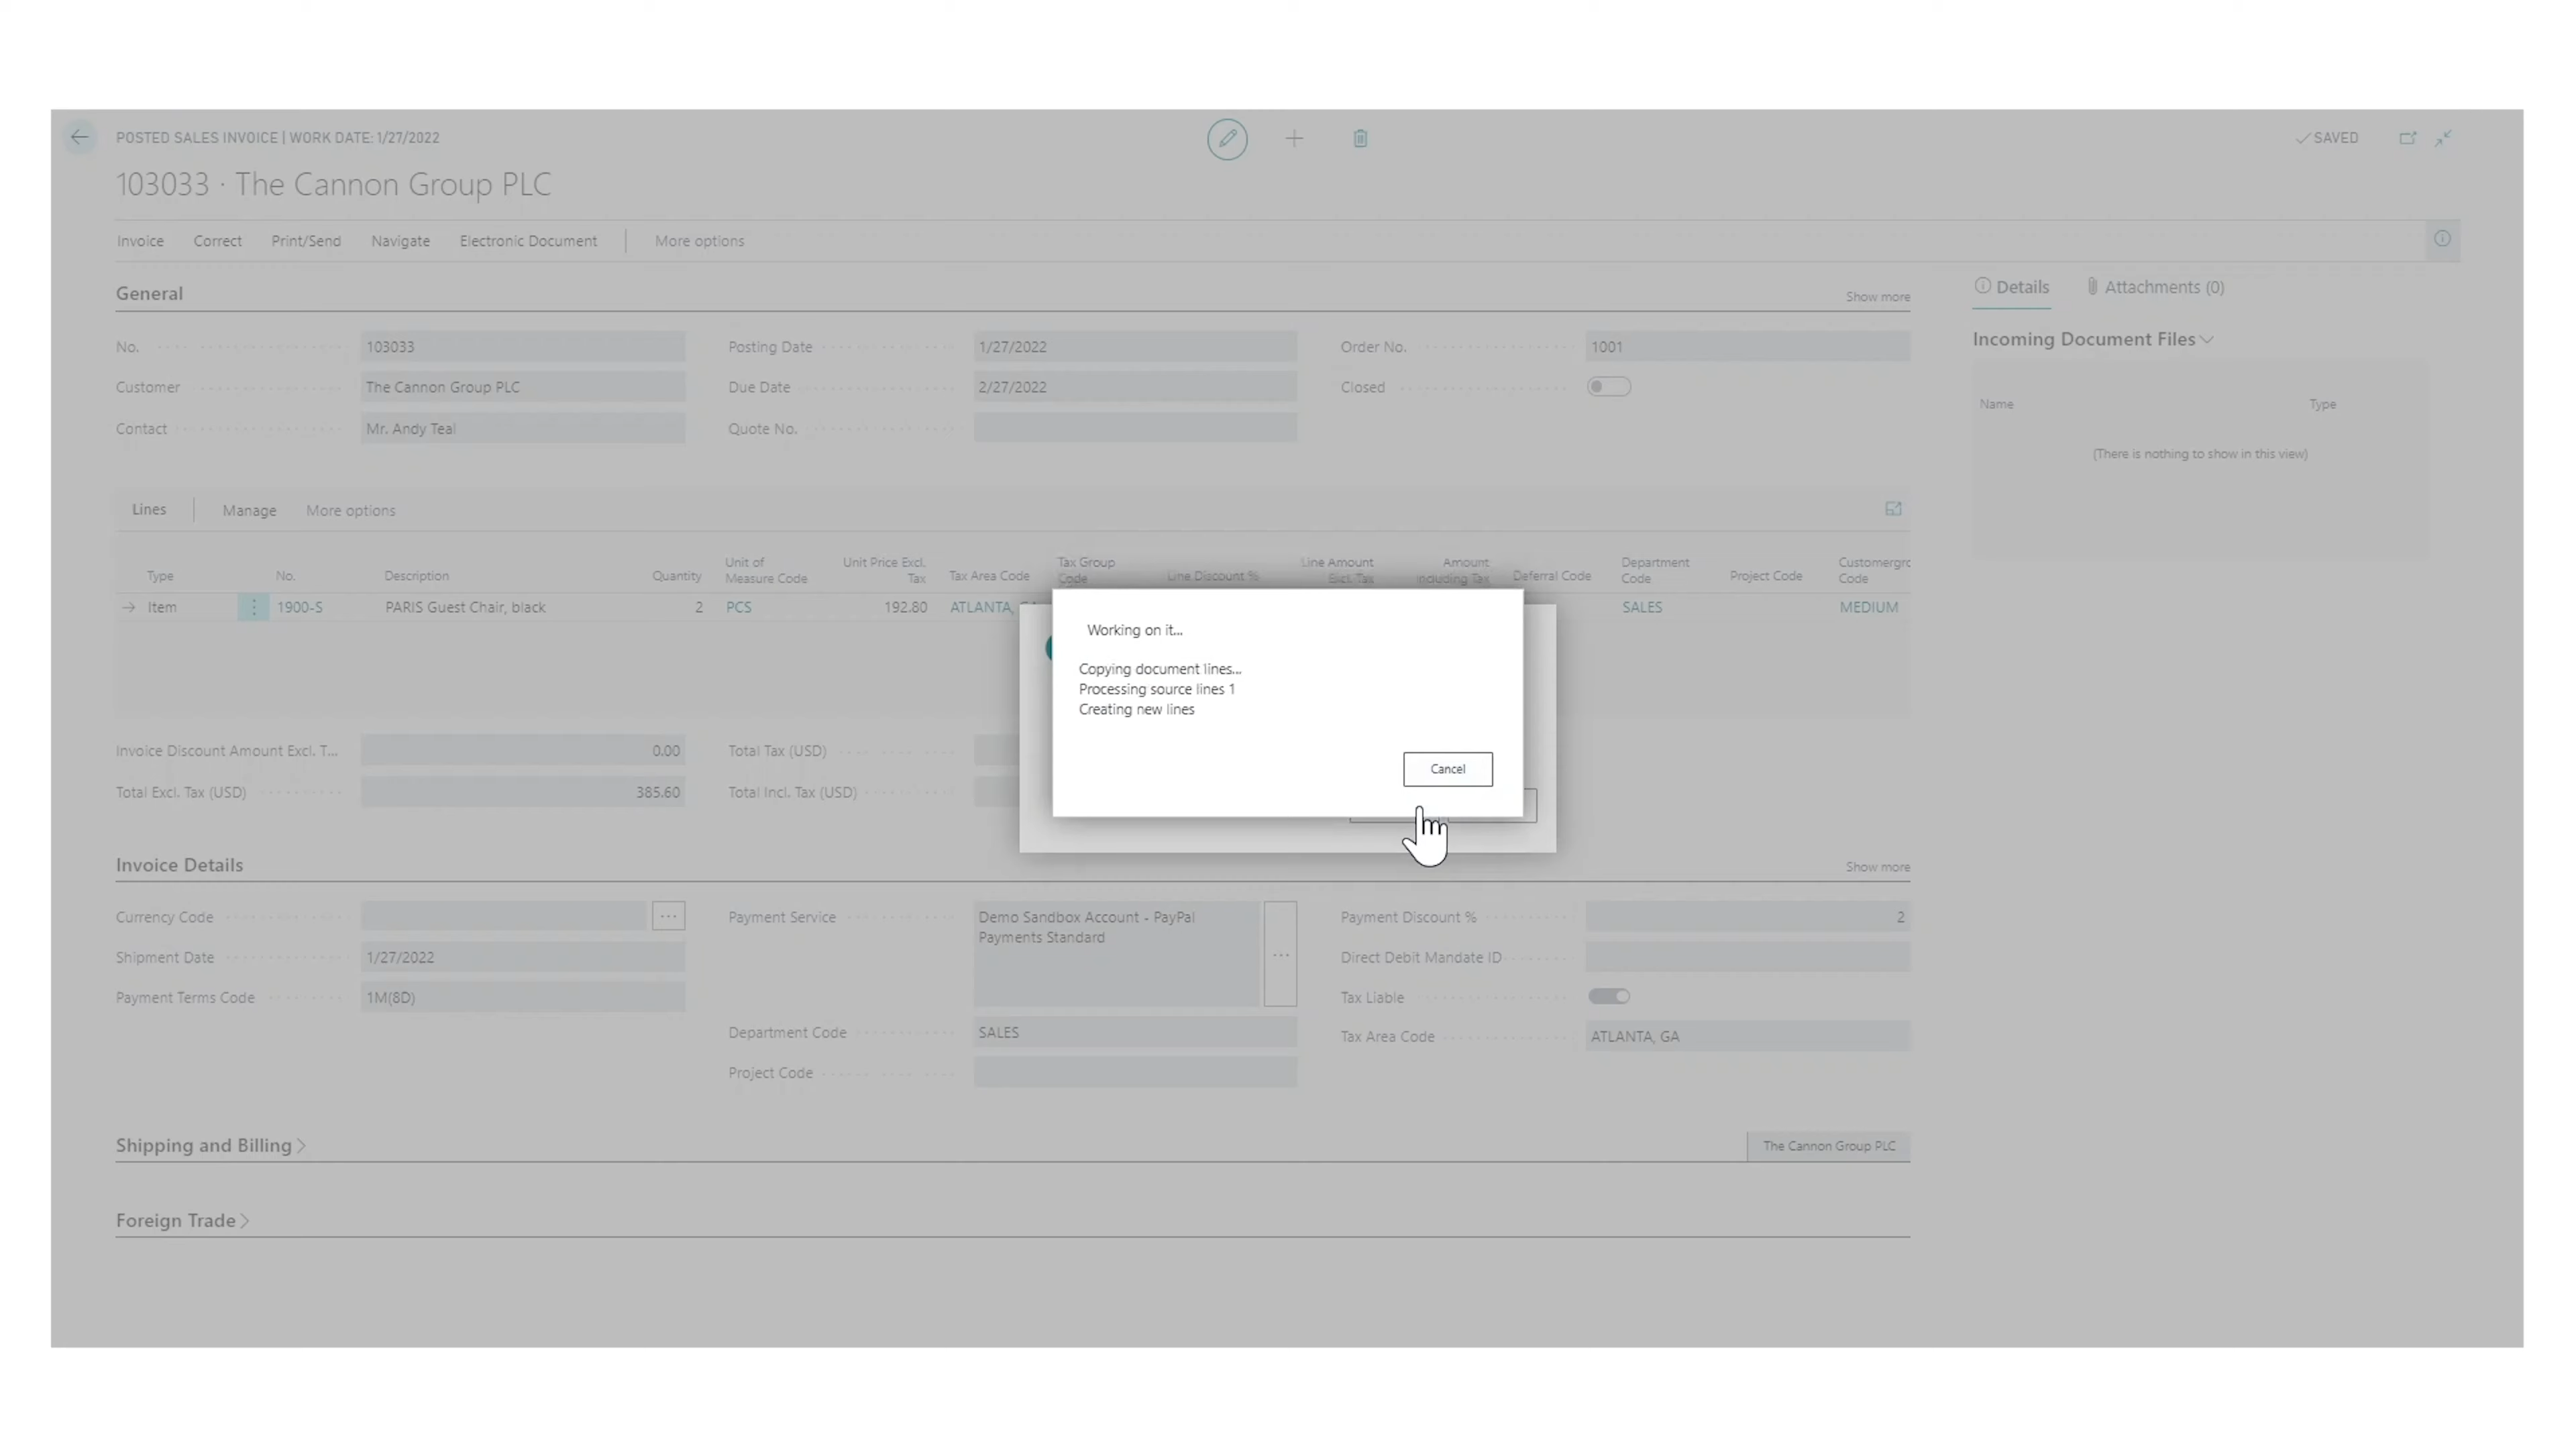 POSTED SALES INVOICE | WORK DATE: 1/27/2022
SAVED
103033 · The Cannon Group PLC
Invoice Correct Print/Send Navigate Electronic Document More options
General
Show more
Details Attachments (0)
Incoming Document Files
No. 103033 Posting Date 1/27/2022 Order No. 1001
Customer The Cannon Group PLC Due Date 2/27/2022 Closed
Contact Mr. Andy Teal Quote No.
Name Type
(There is nothing to show in this view)
Lines Manage More options
Type No. Description Quantity Unit of Measure Code Unit Price Excl. Tax Tax Area Code Tax Group Code Line Discount % Line Amount Excl. Tax Amount Including Tax Deferral Code Department Code Project Code Customergrc Code
Item 1900-S PARIS Guest Chair, black 2 PCS 192.80 ATLANTA, SALES MEDIUM
Working on it...
Copying document lines...
Processing source lines 1
Creating new lines
Cancel
Invoice Discount Amount Excl. T... 0.00 Total Tax (USD)
Total Excl. Tax (USD) 385.60 Total Incl. Tax (USD)
Invoice Details
Show more
Currency Code ... Payment Service Demo Sandbox Account - PayPal Payments Standard ... Payment Discount % 2
Shipment Date 1/27/2022 Direct Debit Mandate ID
Payment Terms Code 1M(8D) Tax Liable
Department Code SALES Tax Area Code ATLANTA, GA
Project Code
Shipping and Billing
The Cannon Group PLC
Foreign Trade